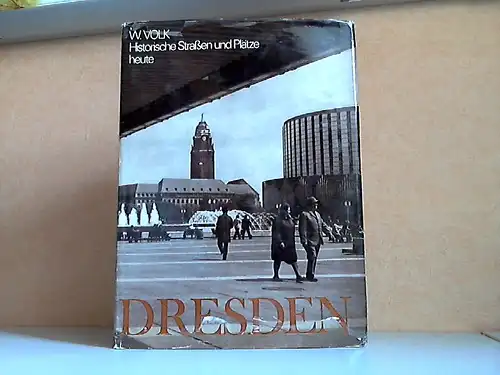 W. VOLK
Historische Straßen und Plätze
heute
DRESDEN